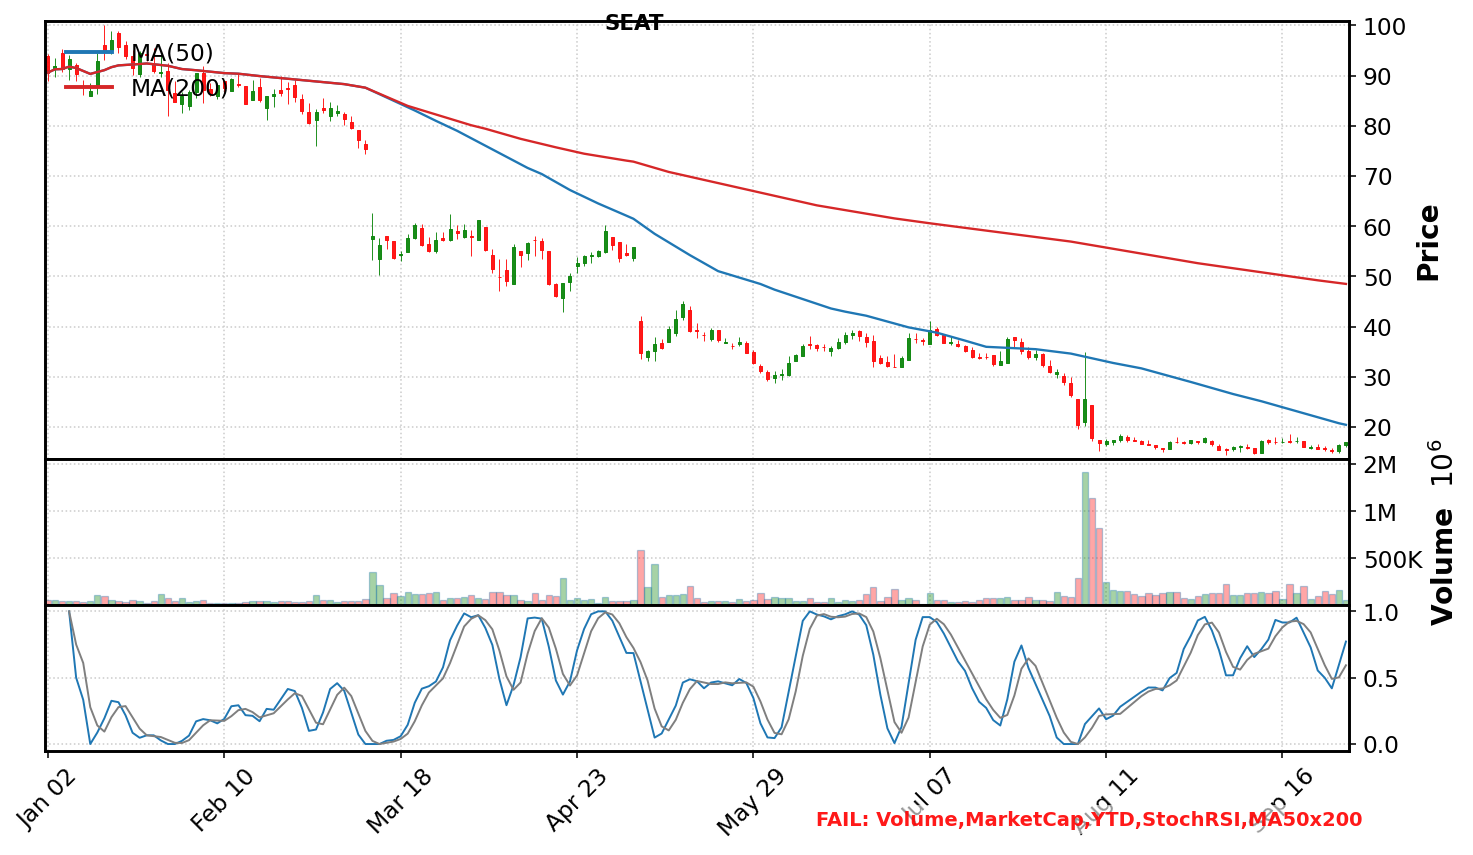 SEAT
MA(50)
MA(200)
100
90
80
70
60
50
40
30
20
Price
2M
1M
500K
Volume 10^6
1.0
0.5
0.0
Jan 02
Feb 10
Mar 18
Apr 23
May 29
Jul 07
Aug 11
Sep 16
FAIL: Volume,MarketCap,YTD,StochRSI,MA50x200